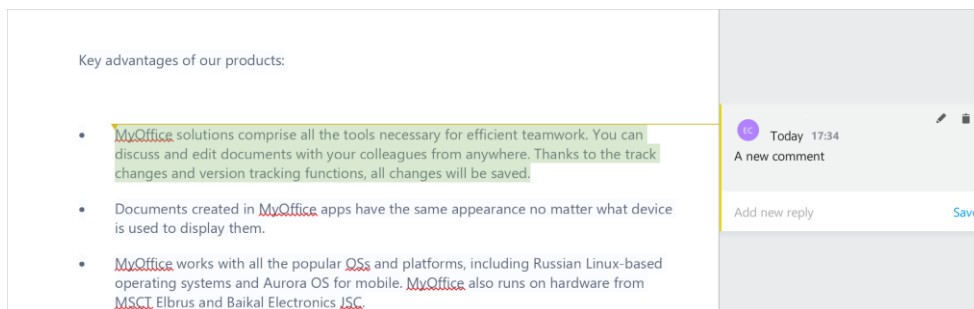 Key advantages of our products:
• MyOffice solutions comprise all the tools necessary for efficient teamwork. You can
discuss and edit documents with your colleagues from anywhere. Thanks to the track
changes and version tracking functions, all changes will be saved.
• Documents created in MyOffice apps have the same appearance no matter what device
is used to display them.
• MyOffice works with all the popular OSs and platforms, including Russian Linux-based
operating systems and Aurora OS for mobile. MyOffice also runs on hardware from
MSCT Elbrus and Baikal Electronics JSC.
EC
Today 17:34
A new comment
Add new reply
Save